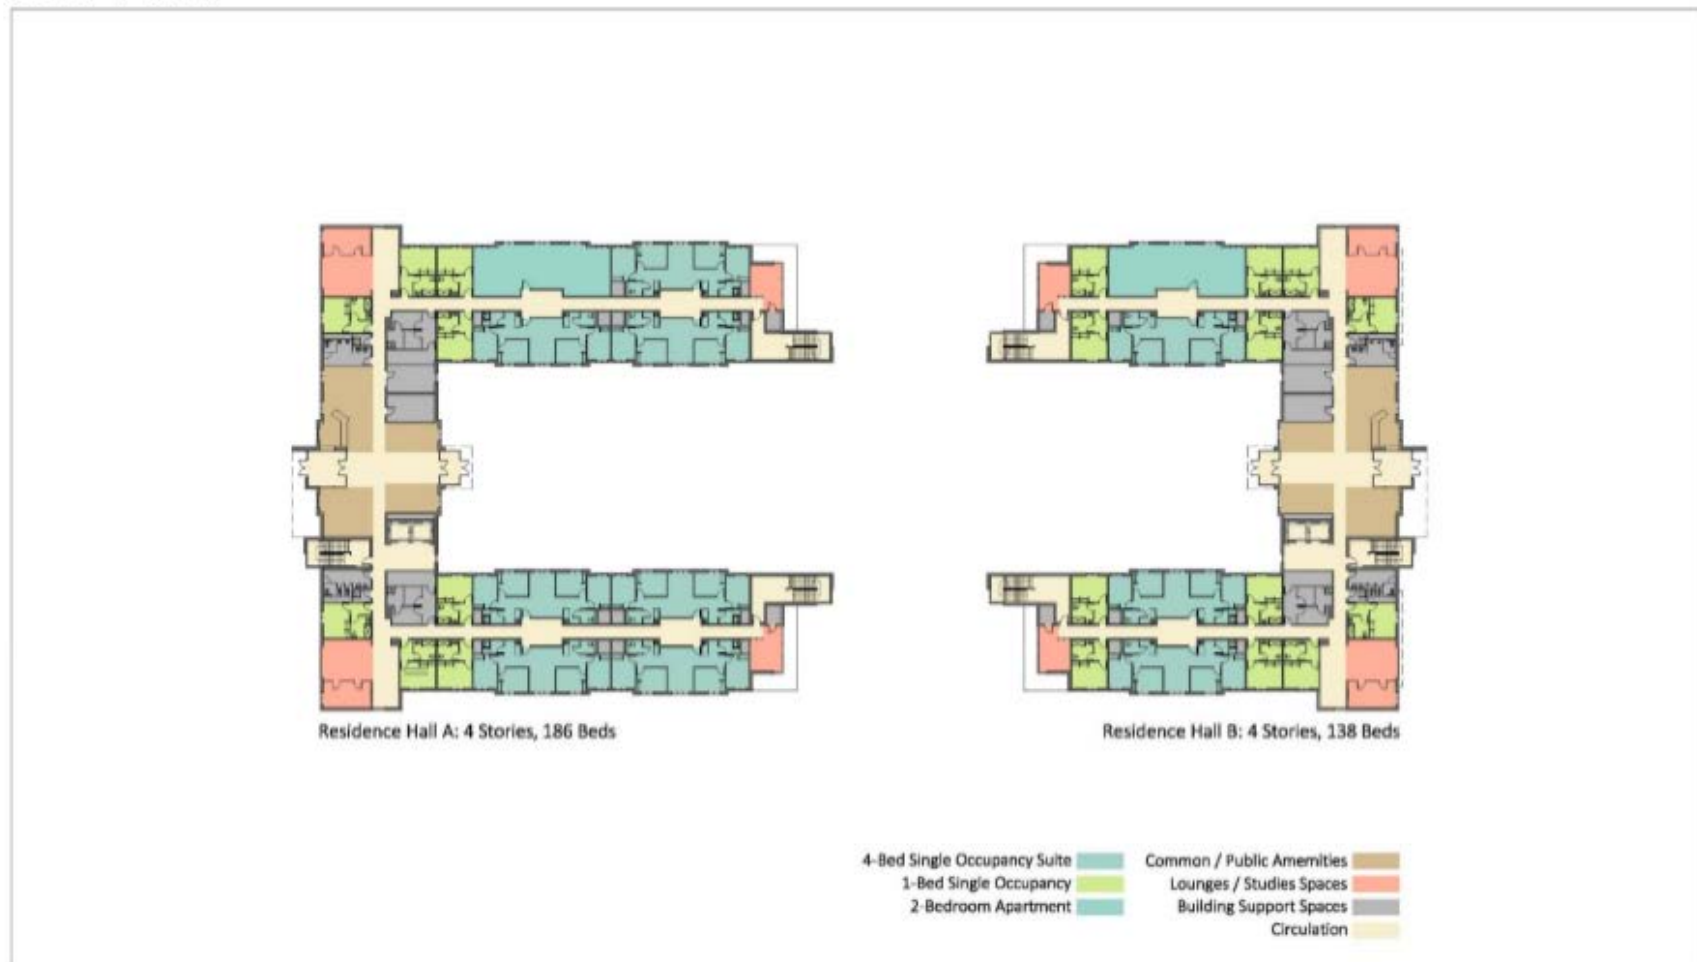 Residence Hall A: 4 Stories, 186 Beds
Residence Hall B: 4 Stories, 138 Beds
4-Bed Single Occupancy Suite
1-Bed Single Occupancy
2-Bedroom Apartment
Common / Public Amemities
Lounges / Studies Spaces
Building Support Spaces
Circulation